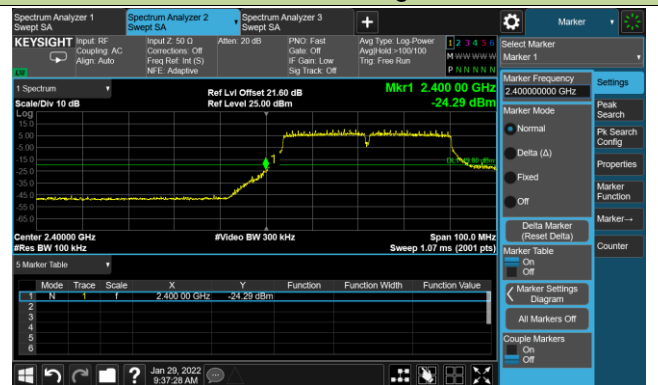 Spectrum Analyzer 1
Swept SA
Spectrum Analyzer 2
Swept SA
Spectrum Analyzer 3
Swept SA
+
Marker
KEYSIGHT
Input: RF
Coupling: AC
Align: Auto
Input Z: 50 Ω
Corrections: Off
Freq Ref: Int (S)
NFE: Adaptive
Atten: 20 dB
PNO: Fast
Gate: Off
IF Gain: Low
Sig Track: Off
Avg Type: Log-Power
Avg|Hold:>100/100
Trig: Free Run
1 2 3 4 5 6
M W W W W W
P N N N N N
LU
Select Marker
Marker 1
1 Spectrum
Scale/Div 10 dB
Log
Ref Lvl Offset 21.60 dB
Ref Level 25.00 dBm
Mkr1 2.400 00 GHz
-24.29 dBm
15.0
5.00
-5.00
-15.0
-25.0
-35.0
-45.0
-55.0
-65.0
1
Center 2.40000 GHz
#Res BW 100 kHz
#Video BW 300 kHz
Span 100.0 MHz
Sweep 1.07 ms (2001 pts)
5 Marker Table
Mode Trace Scale X Y Function Function Width Function Value
1 N 1 f 2.400 00 GHz -24.29 dBm
2
3
4
5
6
Marker Frequency
2.400000000 GHz
Marker Mode
Normal
Delta (Δ)
Fixed
Off
Delta Marker
(Reset Delta)
Marker Table
On
Off
Marker Settings
Diagram
All Markers Off
Couple Markers
On
Off
Settings
Peak
Search
Pk Search
Config
Properties
Marker
Function
Marker→
Counter
?
Jan 29, 2022
9:37:28 AM